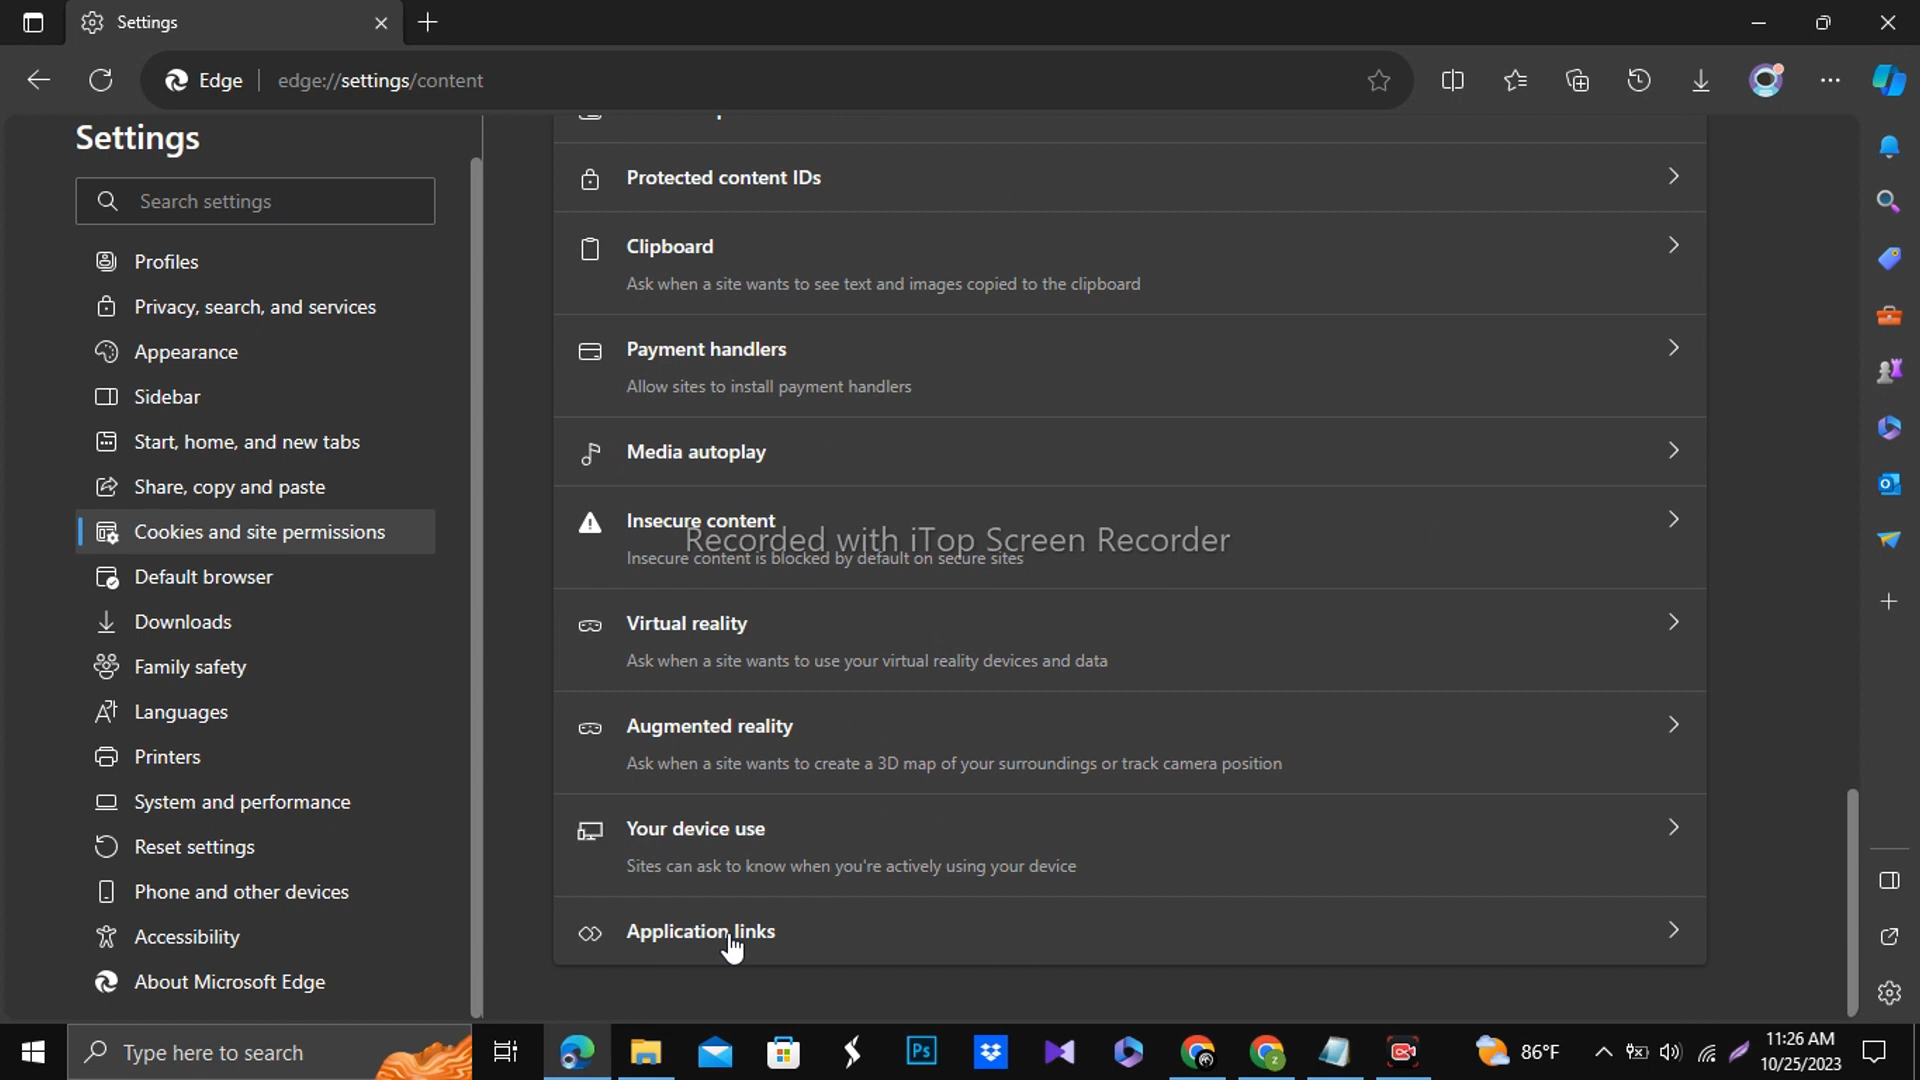 Settings
Edge
edge://settings/content
Settings
Search settings
Profiles
Privacy, search, and services
Appearance
Sidebar
Start, home, and new tabs
Share, copy and paste
Cookies and site permissions
Default browser
Downloads
Family safety
Languages
Printers
System and performance
Reset settings
Phone and other devices
Accessibility
About Microsoft Edge
Protected content IDs
Clipboard
Ask when a site wants to see text and images copied to the clipboard
Payment handlers
Allow sites to install payment handlers
Media autoplay
Insecure content
Recorded with iTop Screen Recorder
Insecure content is blocked by default on secure sites
Virtual reality
Ask when a site wants to use your virtual reality devices and data
Augmented reality
Ask when a site wants to create a 3D map of your surroundings or track camera position
Your device use
Sites can ask to know when you're actively using your device
Application links
Type here to search
Ps
86°F
11:26 AM
10/25/2023